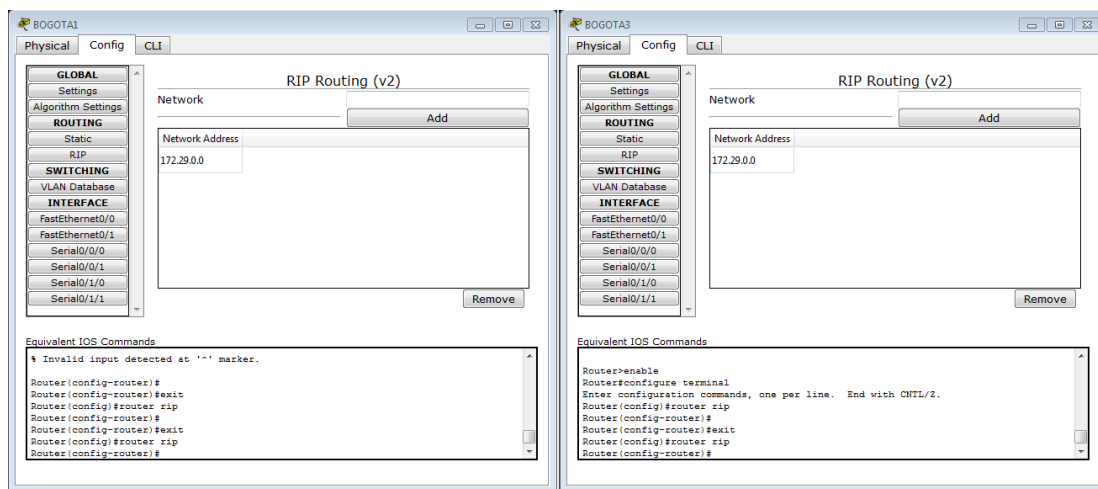 BOGOTA1
Physical Config CLI
GLOBAL
Settings
Algorithm Settings
ROUTING
Static
RIP
SWITCHING
VLAN Database
INTERFACE
FastEthernet0/0
FastEthernet0/1
Serial0/0/0
Serial0/0/1
Serial0/1/0
Serial0/1/1
RIP Routing (v2)
Network
Add
Network Address
172.29.0.0
Remove
Equivalent IOS Commands
% Invalid input detected at '^' marker.
Router(config-router)#
Router(config-router)#exit
Router(config)#router rip
Router(config-router)#
Router(config-router)#exit
Router(config)#router rip
Router(config-router)#
BOGOTA3
Physical Config CLI
GLOBAL
Settings
Algorithm Settings
ROUTING
Static
RIP
SWITCHING
VLAN Database
INTERFACE
FastEthernet0/0
FastEthernet0/1
Serial0/0/0
Serial0/0/1
Serial0/1/0
Serial0/1/1
RIP Routing (v2)
Network
Add
Network Address
172.29.0.0
Remove
Equivalent IOS Commands
Router>enable
Router#configure terminal
Enter configuration commands, one per line.  End with CNTL/Z.
Router(config)#router rip
Router(config-router)#
Router(config-router)#exit
Router(config)#router rip
Router(config-router)#